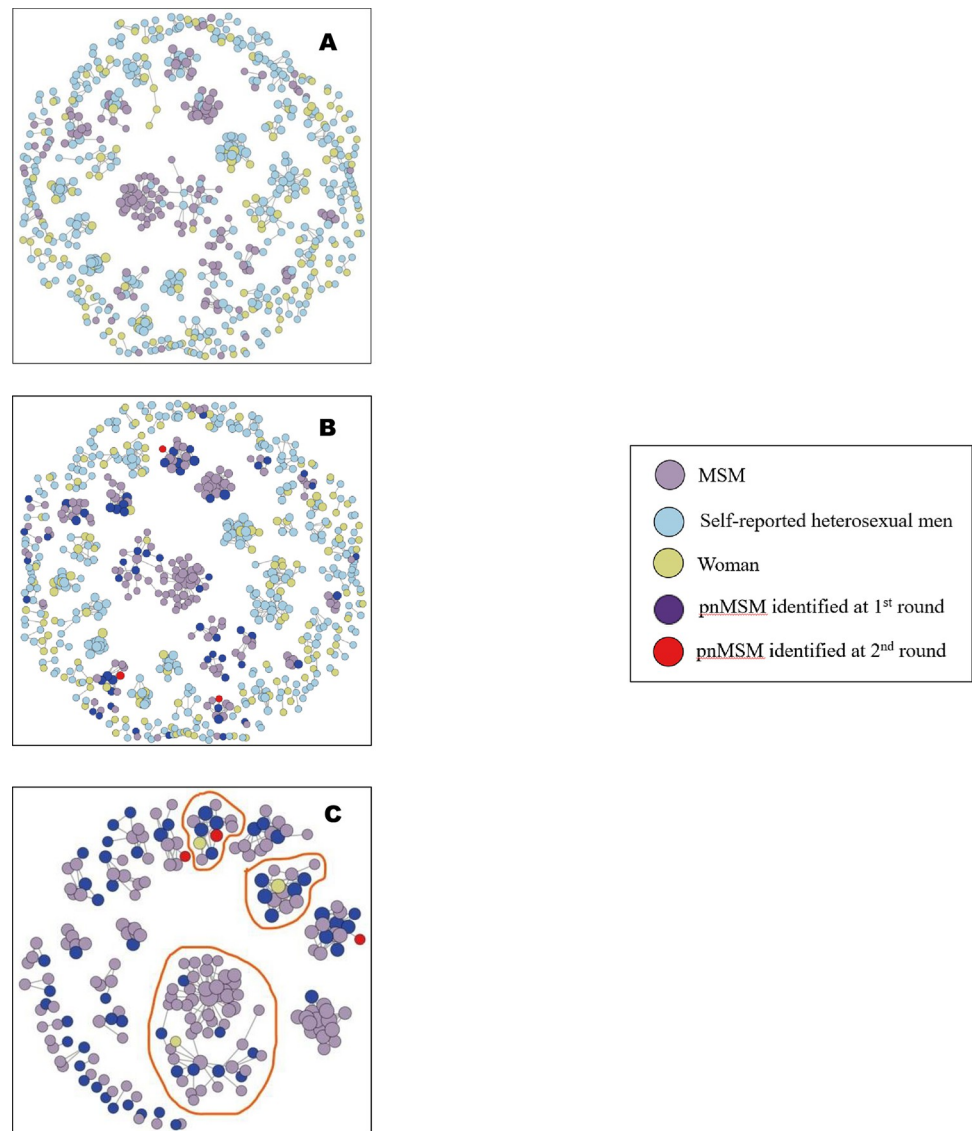 A
B
MSM
Self-reported heterosexual men
Woman
pnMSM identified at 1st round
pnMSM identified at 2nd round
C